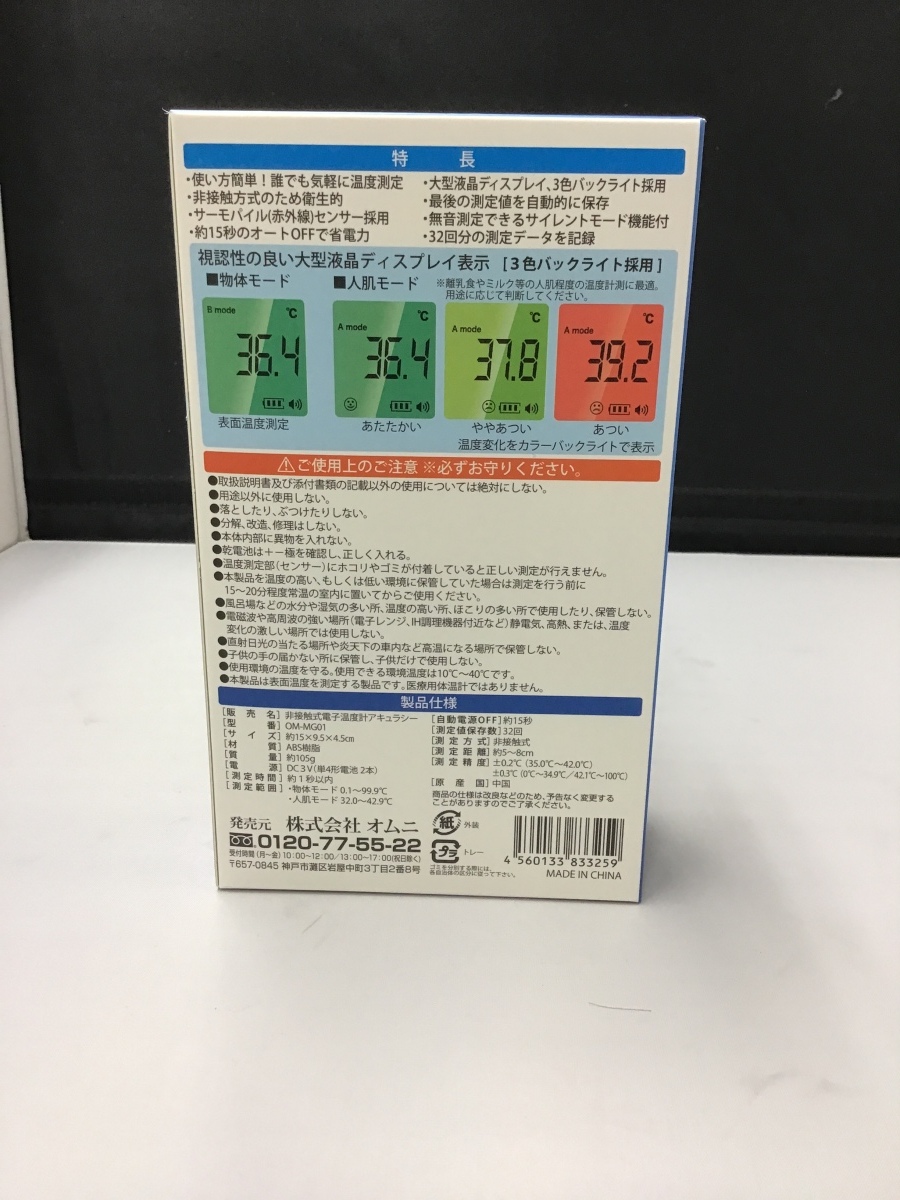 特 長
・使い方簡単！誰でも気軽に温度測定
・非接触方式のため衛生的
・サーモパイル(赤外線)センサー採用
・約15秒のオートOFFで省電力
・大型液晶ディスプレイ、3色バックライト採用
・最後の測定値を自動的に保存
・無音測定できるサイレントモード機能付
・32回分の測定データを記録
視認性の良い大型液晶ディスプレイ表示 [3色バックライト採用]
■物体モード
■人肌モード
※離乳食やミルク等の人肌程度の温度計測に最適。
用途に応じて判断してください。
B mode ℃
36.4
表面温度測定
A mode ℃
36.4
あたたかい
A mode ℃
37.8
ややあつい
A mode ℃
39.2
あつい
温度変化をカラーバックライトで表示
⚠ご使用上のご注意 ※必ずお守りください。
●取扱説明書及び添付書類の記載以外の使用については絶対にしない。
●用途以外に使用しない。
●落としたり、ぶつけたりしない。
●分解、改造、修理はしない。
●本体内部に異物を入れない。
●乾電池は＋－極を確認し、正しく入れる。
●温度測定部(センサー)にホコリやゴミが付着していると正しい測定が行えません。
●本製品を温度の高い、もしくは低い環境に保管していた場合は測定を行う前に
15〜20分程度常温の室内に置いてからご使用ください。
●風呂場などの水分や湿気の多い所、温度の高い所、ほこりの多い所で使用したり、保管しない。
●電磁波や高周波の強い場所(電子レンジ、IH調理機器付近など)静電気、高熱、または、温度
変化の激しい場所では使用しない。
●直射日光の当たる場所や炎天下の車内など高温になる場所で保管しない。
●子供の手の届かない所に保管し、子供だけで使用しない。
●使用環境の温度を守る。使用できる環境温度は10℃〜40℃です。
●本製品は表面温度を測定する製品です。医療用体温計ではありません。
製品仕様
[販売名]非接触式電子温度計アキュラシー
[型番]OM-MG01
[サイズ]約15×9.5×4.5cm
[材質]ABS樹脂
[質量]約105g
[電源]DC3V(単4形電池 2本)
[測定時間]約1秒以内
[測定範囲]・物体モード 0.1〜99.9℃
・人肌モード 32.0〜42.9℃
[自動電源OFF]約15秒
[測定値保存数]32回
[測定方式]非接触式
[測定距離]約5〜8cm
[測定精度]±0.2℃ (35.0℃〜42.0℃)
±0.3℃ (0℃〜34.9℃／42.1℃〜100℃)
[原産国]中国
商品の仕様は改良などのため、予告なく変更する
ことがありますのでご了承ください。
発売元 株式会社 オムニ
0120-77-55-22
受付時間(月〜金)10:00〜12:00／13:00〜17:00(祝日除く)
〒657-0845 神戸市灘区岩屋中町3丁目2番8号
紙 外装
プラ トレー
ゴミを分別する際には、
各自治体の区分に従って下さい。
4 560133 833259
MADE IN CHINA